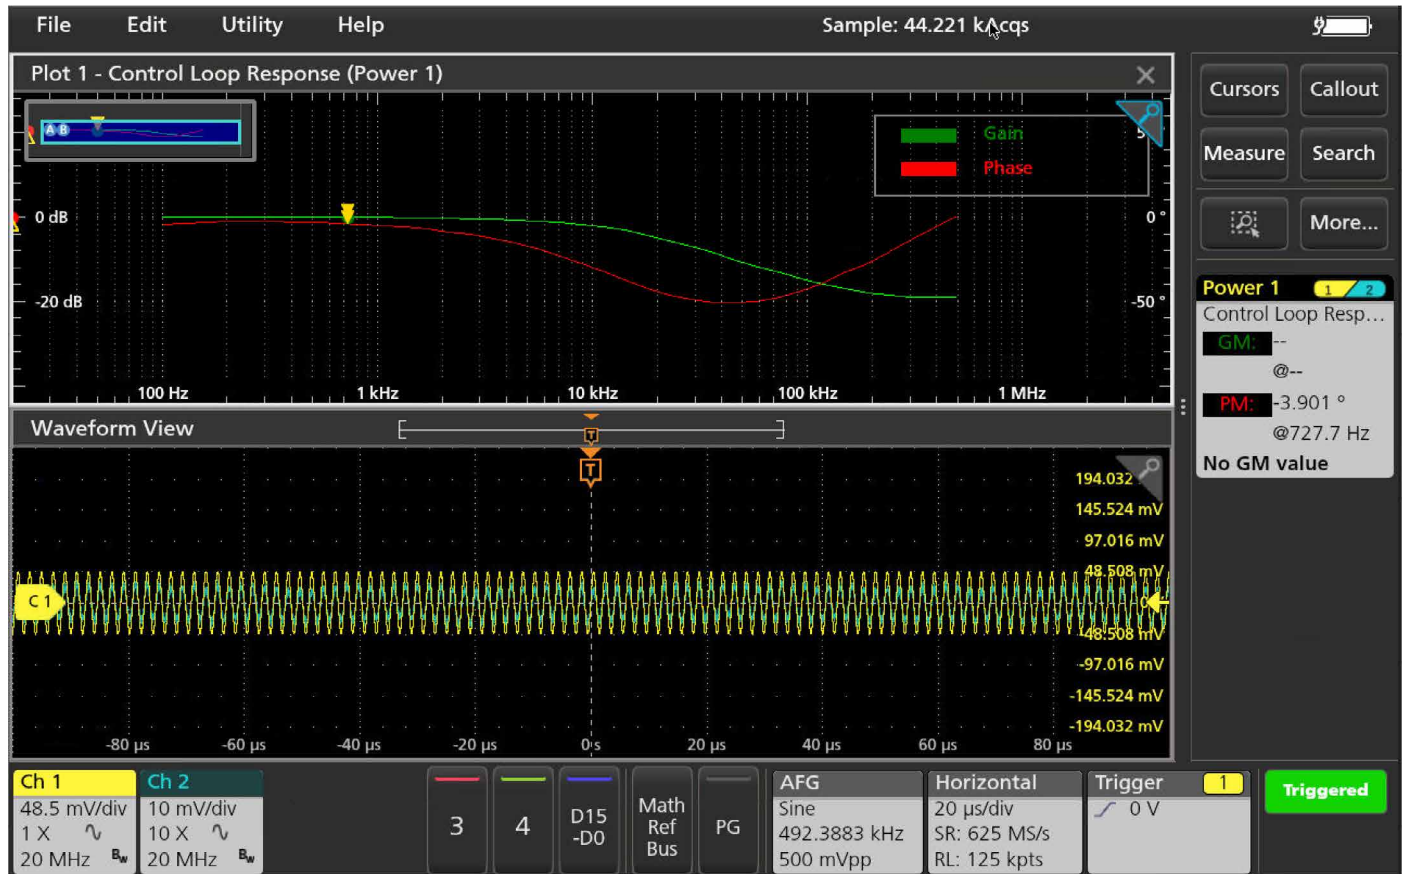 File Edit Utility Help Sample: 44.221 kAcqs
Plot 1 - Control Loop Response (Power 1)
A B
Gain
Phase
0 dB
0 °
-20 dB
-50 °
100 Hz 1 kHz 10 kHz 100 kHz 1 MHz
Waveform View
T
T
194.032
145.524 mV
97.016 mV
48.508 mV
C 1
-48.508 mV
-97.016 mV
-145.524 mV
-194.032 mV
-80 µs -60 µs -40 µs -20 µs 0 s 20 µs 40 µs 60 µs 80 µs
Cursors Callout
Measure Search
More...
Power 1 1 2
Control Loop Resp...
GM: --
@--
PM: -3.901 °
@727.7 Hz
No GM value
Ch 1
48.5 mV/div
1 X
20 MHz Bw
Ch 2
10 mV/div
10 X
20 MHz Bw
3
4
D15
-D0
Math
Ref
Bus
PG
AFG
Sine
492.3883 kHz
500 mVpp
Horizontal
20 µs/div
SR: 625 MS/s
RL: 125 kpts
Trigger 1
0 V
Triggered